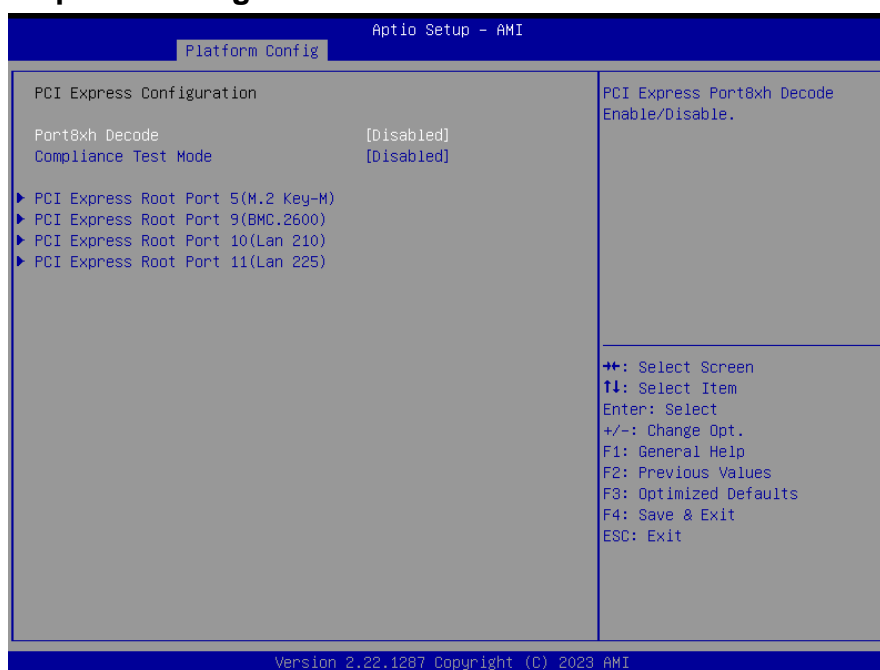 Aptio Setup - AMI
Platform Config
PCI Express Configuration
Port8xh Decode [Disabled]
Compliance Test Mode [Disabled]
PCI Express Root Port 5(M.2 Key-M)
PCI Express Root Port 9(BMC.2600)
PCI Express Root Port 10(Lan 210)
PCI Express Root Port 11(Lan 225)
PCI Express Port8xh Decode
Enable/Disable.
→←: Select Screen
↑↓: Select Item
Enter: Select
+/-: Change Opt.
F1: General Help
F2: Previous Values
F3: Optimized Defaults
F4: Save & Exit
ESC: Exit
Version 2.22.1287 Copyright (C) 2023 AMI